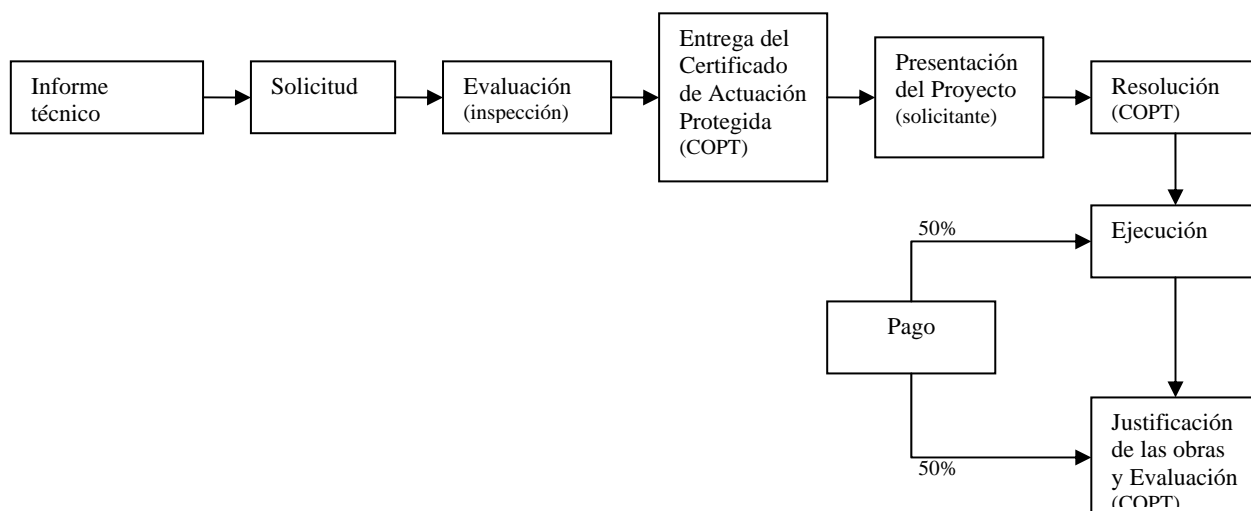 Informe
técnico
Solicitud
Evaluación
(inspección)
Entrega del
Certificado
de Actuación
Protegida
(COPT)
Presentación
del Proyecto
(solicitante)
Resolución
(COPT)
50%
Ejecución
Pago
50%
Justificación
de las obras
y Evaluación
(COPT)